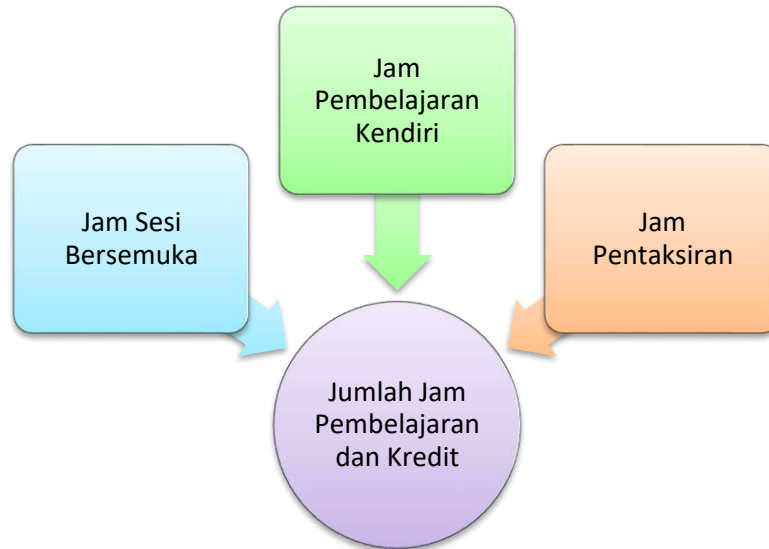 Jam
Pembelajaran
Kendiri
Jam Sesi
Bersemuka
Jam
Pentaksiran
Jumlah Jam
Pembelajaran
dan Kredit